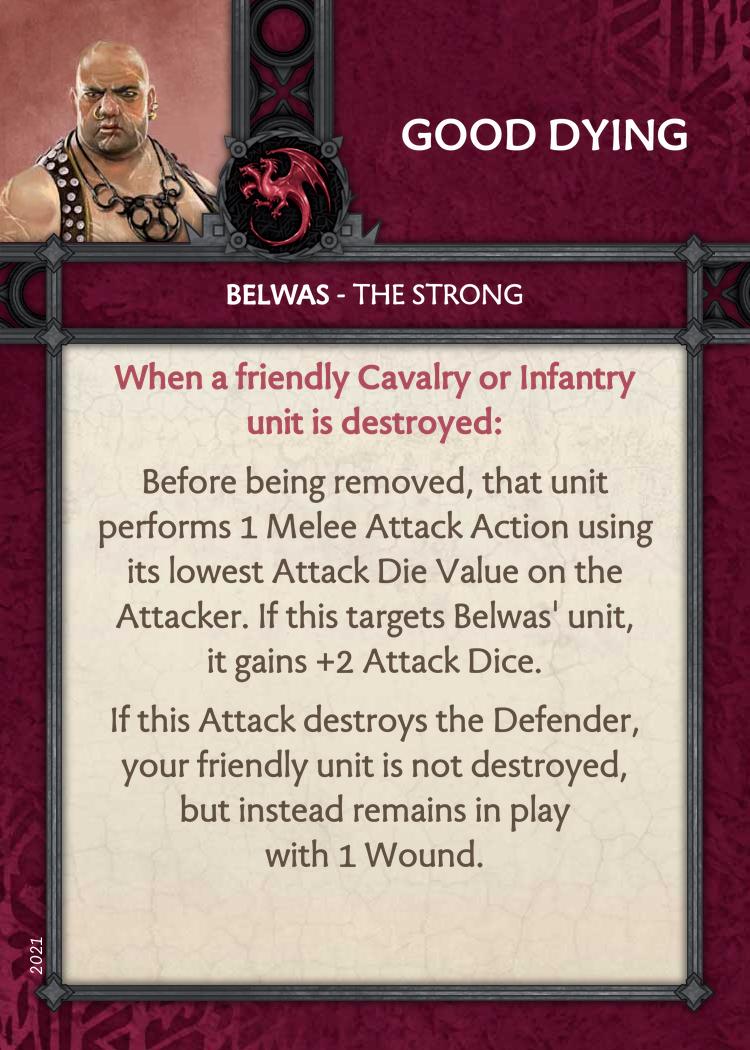 GOOD DYING
BELWAS - THE STRONG
When a friendly Cavalry or Infantry
unit is destroyed:
Before being removed, that unit
performs 1 Melee Attack Action using
its lowest Attack Die Value on the
Attacker. If this targets Belwas' unit,
it gains +2 Attack Dice.
If this Attack destroys the Defender,
your friendly unit is not destroyed,
but instead remains in play
with 1 Wound.
2021